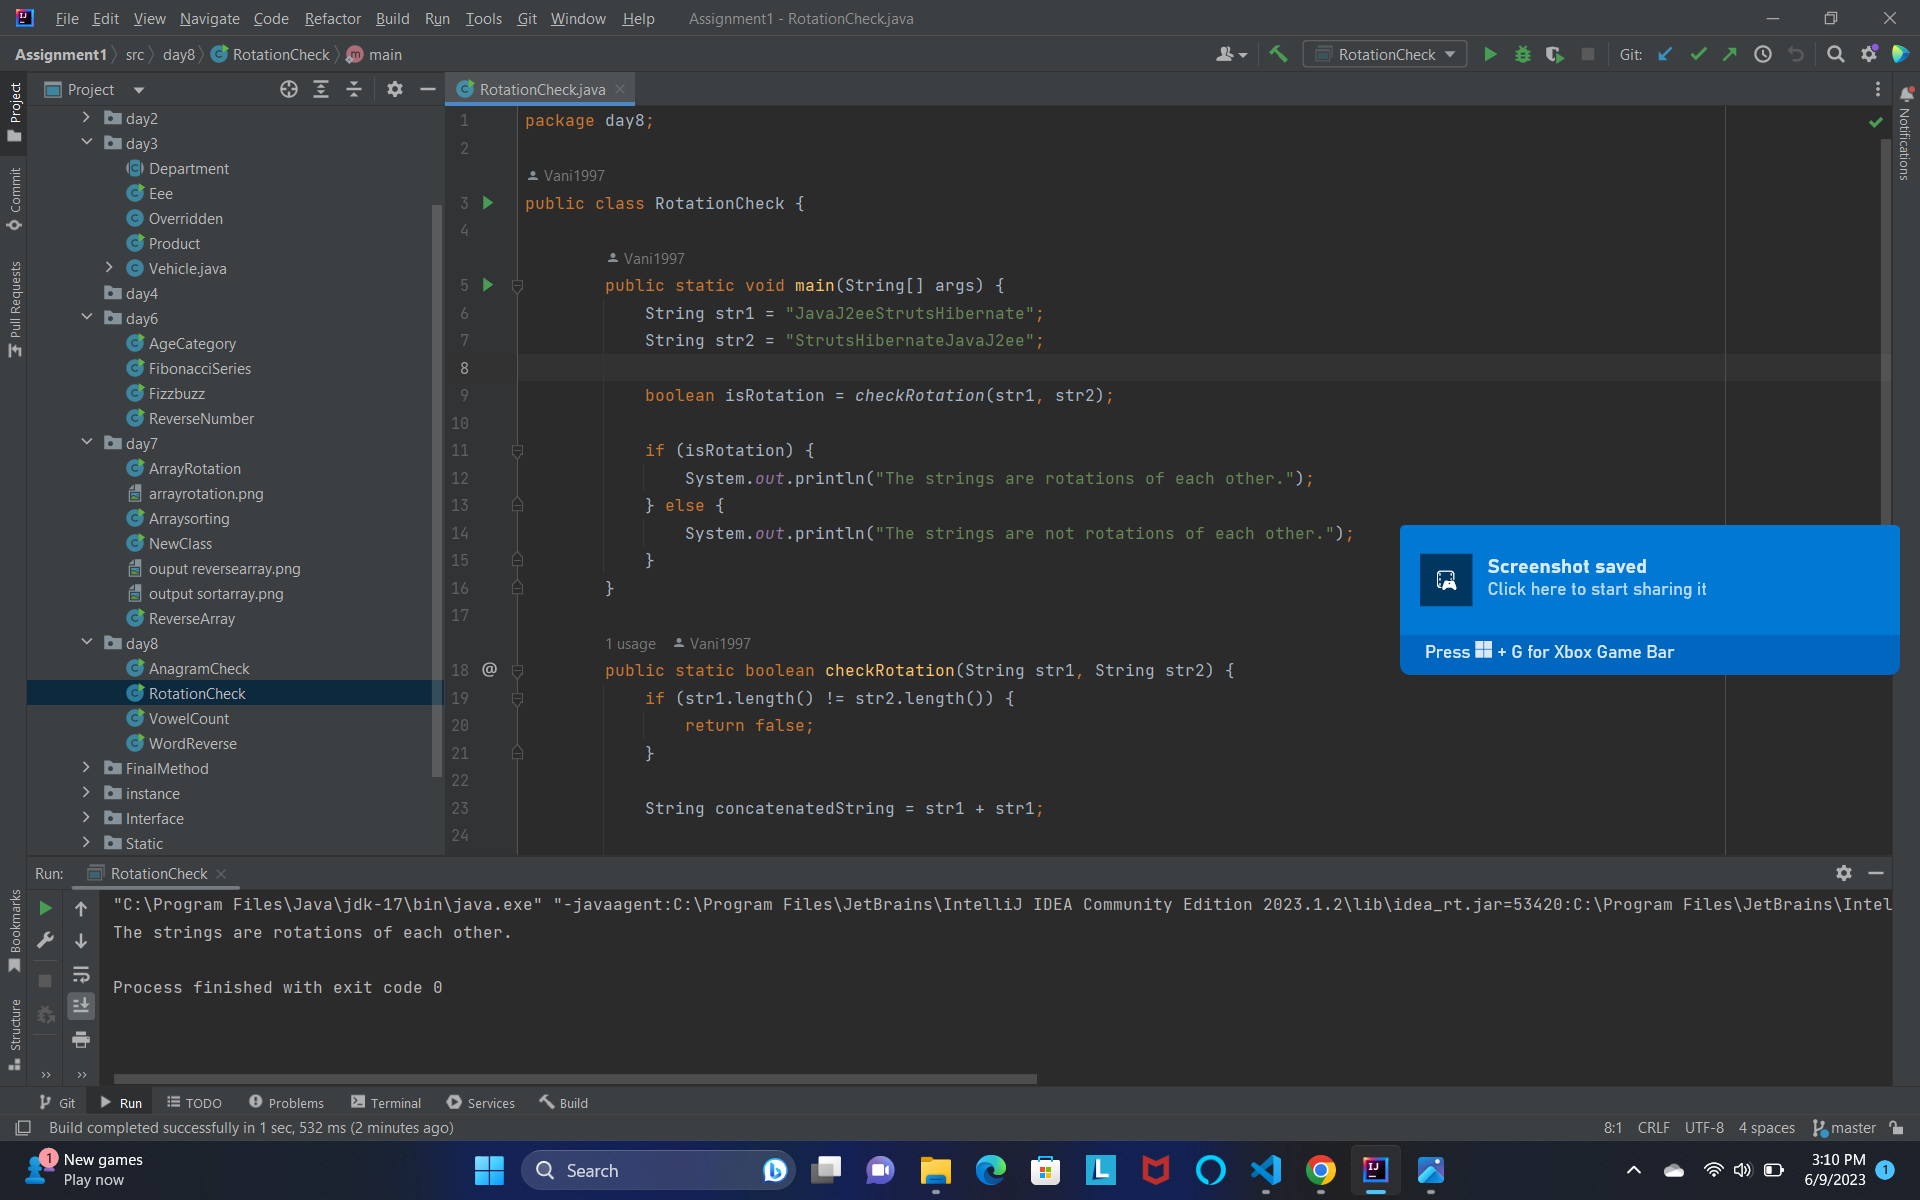 File Edit View Navigate Code Refactor Build Run Tools Git Window Help Assignment1 - RotationCheck.java
Assignment1 src day8 RotationCheck main
RotationCheck Git:
Project
RotationCheck.java
Project
Commit
Pull Requests
Bookmarks
Structure
Notifications
day2
day3
Department
Eee
Overridden
Product
Vehicle.java
day4
day6
AgeCategory
FibonacciSeries
Fizzbuzz
ReverseNumber
day7
ArrayRotation
arrayrotation.png
Arraysorting
NewClass
ouput reversearray.png
output sortarray.png
ReverseArray
day8
AnagramCheck
RotationCheck
VowelCount
WordReverse
FinalMethod
instance
Interface
Static
1 package day8;
2
Vani1997
3 public class RotationCheck {
4
Vani1997
5 public static void main(String[] args) {
6 String str1 = "JavaJ2eeStrutsHibernate";
7 String str2 = "StrutsHibernateJavaJ2ee";
8
9 boolean isRotation = checkRotation(str1, str2);
10
11 if (isRotation) {
12 System.out.println("The strings are rotations of each other.");
13 } else {
14 System.out.println("The strings are not rotations of each other.");
15 }
16 }
17
1 usage Vani1997
18 @ public static boolean checkRotation(String str1, String str2) {
19 if (str1.length() != str2.length()) {
20 return false;
21 }
22
23 String concatenatedString = str1 + str1;
24
Screenshot saved
Click here to start sharing it
Press + G for Xbox Game Bar
Run: RotationCheck
"C:\Program Files\Java\jdk-17\bin\java.exe" "-javaagent:C:\Program Files\JetBrains\IntelliJ IDEA Community Edition 2023.1.2\lib\idea_rt.jar=53420:C:\Program Files\JetBrains\Intel
The strings are rotations of each other.
Process finished with exit code 0
Git Run TODO Problems Terminal Services Build
Build completed successfully in 1 sec, 532 ms (2 minutes ago) 8:1 CRLF UTF-8 4 spaces master
1 New games
Play now
Search
3:10 PM
6/9/2023
1